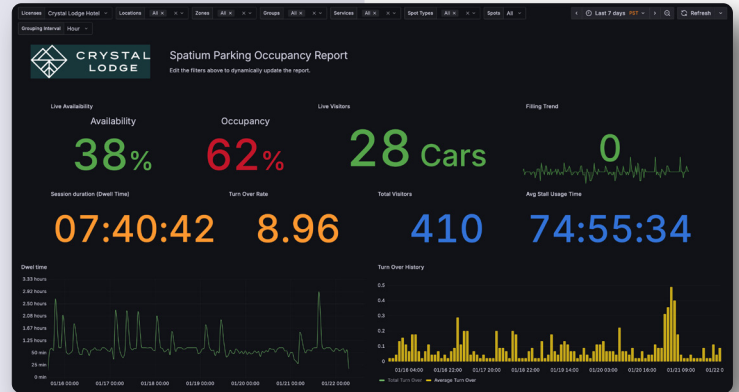 Licenses Crystal Lodge Hotel Locations All × Zones All × Groups All × Services All × Spot Types All × Spots All Last 7 days PST Refresh
Grouping Interval Hour
CRYSTAL
LODGE
Spatium Parking Occupancy Report
Edit the filters above to dynamically update the report.
Live Availability
Live Visitors
Filling Trend
Availability
Occupancy
38%
62%
28 Cars
0
Session duration (Dwell Time)
Turn Over Rate
Total Visitors
Avg Stall Usage Time
07:40:42
8.96
410
74:55:34
Dwell time
3.33 hours
2.92 hours
2.50 hours
2.08 hours
1.67 hours
1.25 hours
50 min
25 min
0 min
01/16 00:00 01/17 00:00 01/18 00:00 01/19 00:00 01/20 00:00 01/21 00:00 01/22 00:00
Turn Over History
0.5
0.4
0.3
0.2
0.1
0
01/16 04:00 01/16 22:00 01/17 20:00 01/18 22:00 01/19 14:00 01/20 03:00 01/20 16:00 01/21 09:00 01/22 0
Total Turn Over Average Turn Over